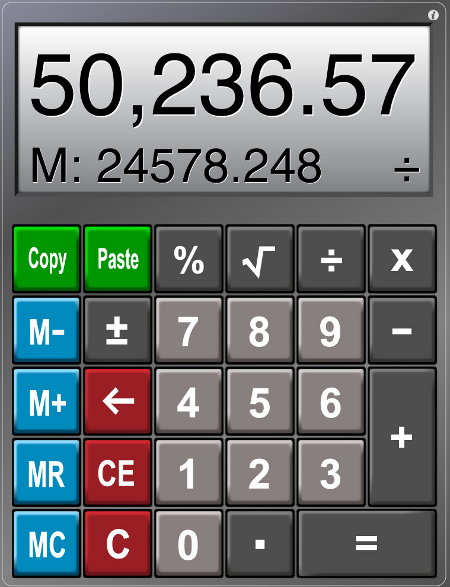 i
50,236.57
M: 24578.248 ÷
Copy Paste % √ ÷ x
M− ± 7 8 9 −
M+ ← 4 5 6 +
MR CE 1 2 3
MC C 0 . =